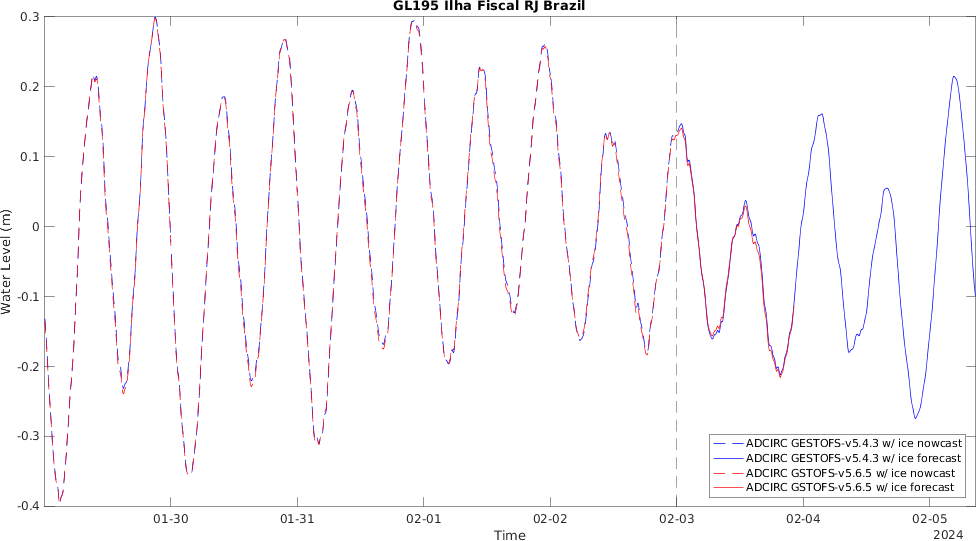 GL195 Ilha Fiscal RJ Brazil
0.3
0.2
0.1
0
-0.1
-0.2
-0.3
-0.4
Water Level (m)
01-30
01-31
02-01
02-02
02-03
02-04
02-05
Time
2024
ADCIRC GESTOFS-v5.4.3 w/ ice nowcast
ADCIRC GESTOFS-v5.4.3 w/ ice forecast
ADCIRC GSTOFS-v5.6.5 w/ ice nowcast
ADCIRC GSTOFS-v5.6.5 w/ ice forecast